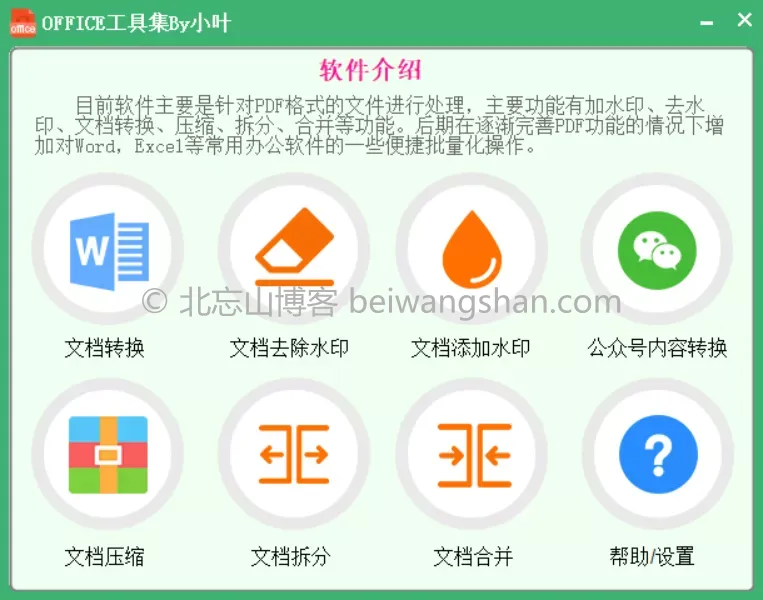 office OFFICE工具集By小叶
软件介绍
目前软件主要是针对PDF格式的文件进行处理，主要功能有加水印、去水
印、文档转换、压缩、拆分、合并等功能。后期在逐渐完善PDF功能的情况下增
加对Word，Excel等常用办公软件的一些便捷批量化操作。
W
© 北忘山博客 beiwangshan.com
文档转换 文档去除水印 文档添加水印 公众号内容转换
?
文档压缩 文档拆分 文档合并 帮助/设置